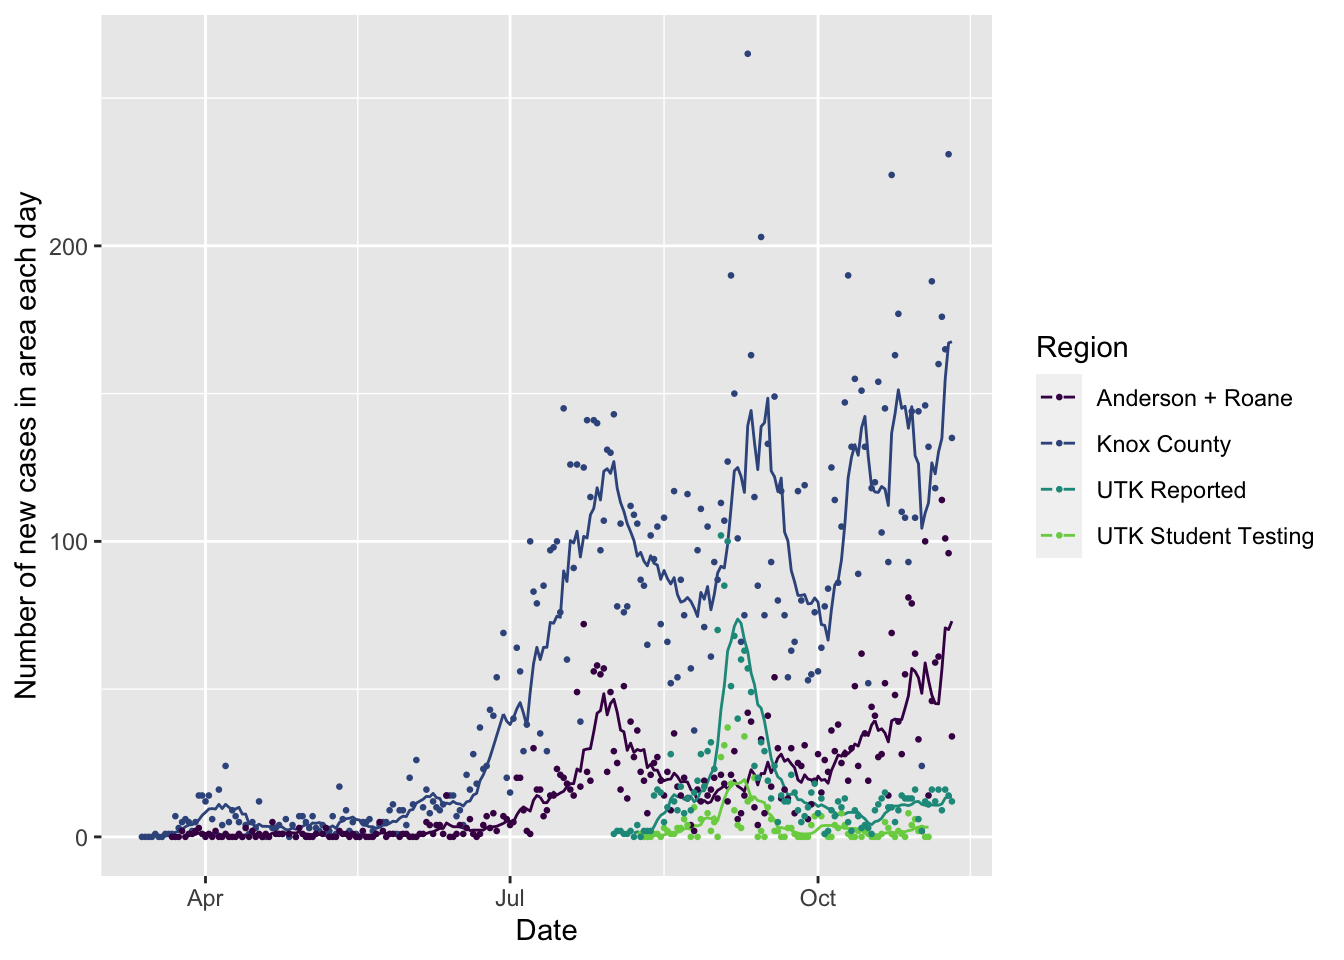 Number of new cases in area each day
200
100
0
Apr
Jul
Oct
Date
Region
Anderson + Roane
Knox County
UTK Reported
UTK Student Testing